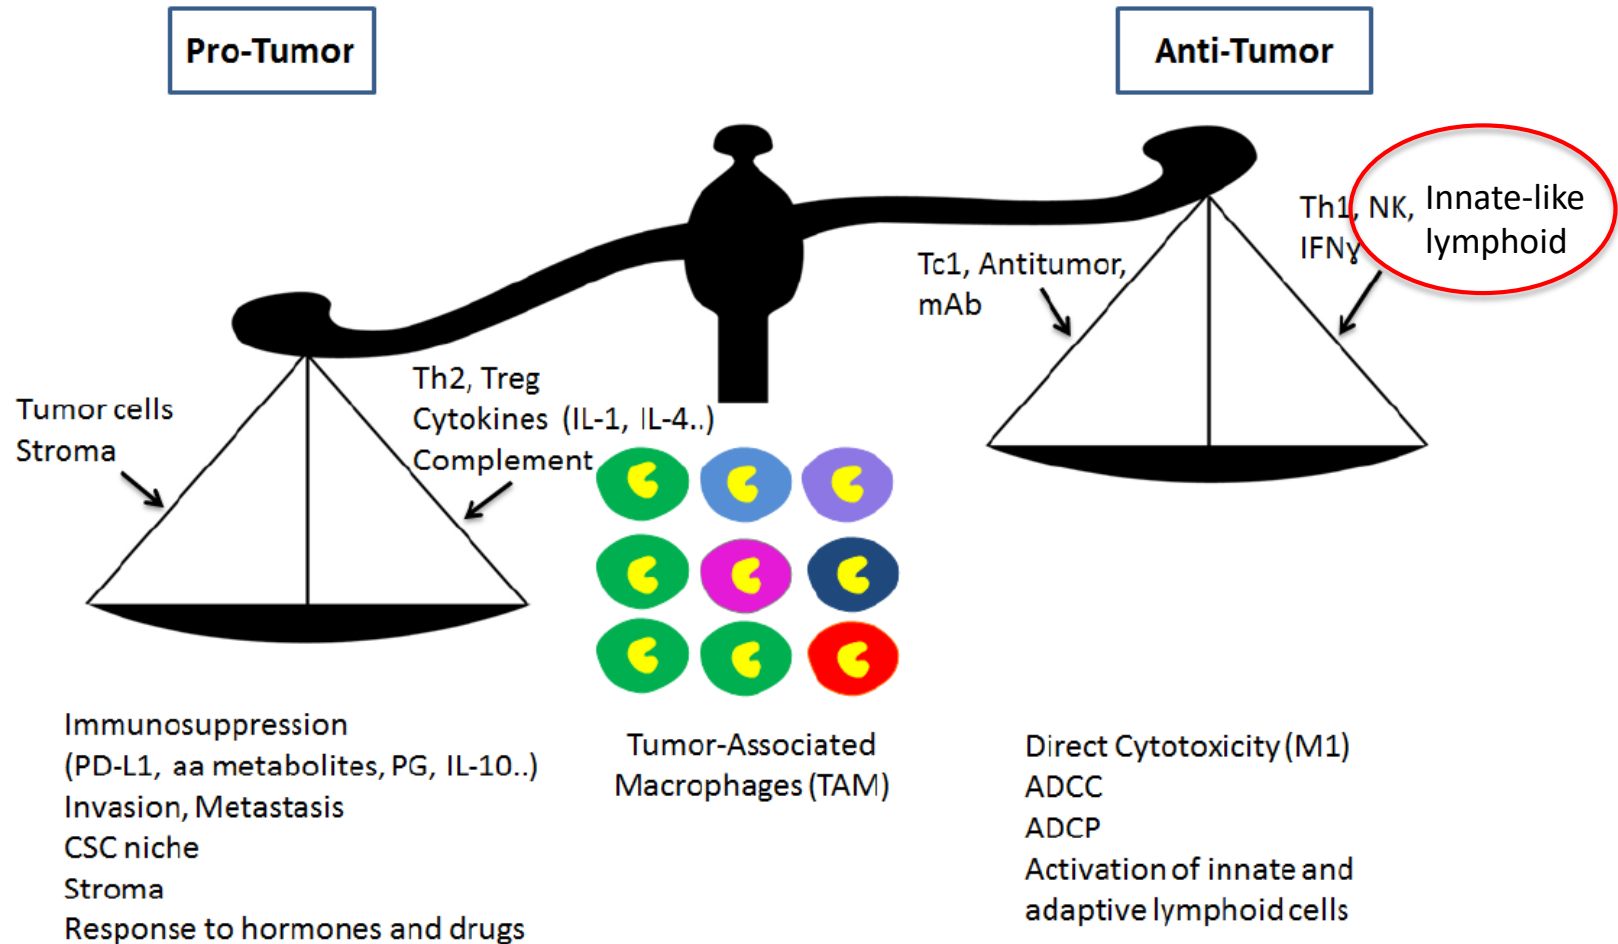 Pro-Tumor
Anti-Tumor
Th1, NK,
IFNɣ
Innate-like
lymphoid
Tc1, Antitumor,
mAb
Th2, Treg
Cytokines (IL-1, IL-4..)
Complement
Tumor cells
Stroma
Immunosuppression
(PD-L1, aa metabolites, PG, IL-10..)
Invasion, Metastasis
CSC niche
Stroma
Response to hormones and drugs
Tumor-Associated
Macrophages (TAM)
Direct Cytotoxicity (M1)
ADCC
ADCP
Activation of innate and
adaptive lymphoid cells